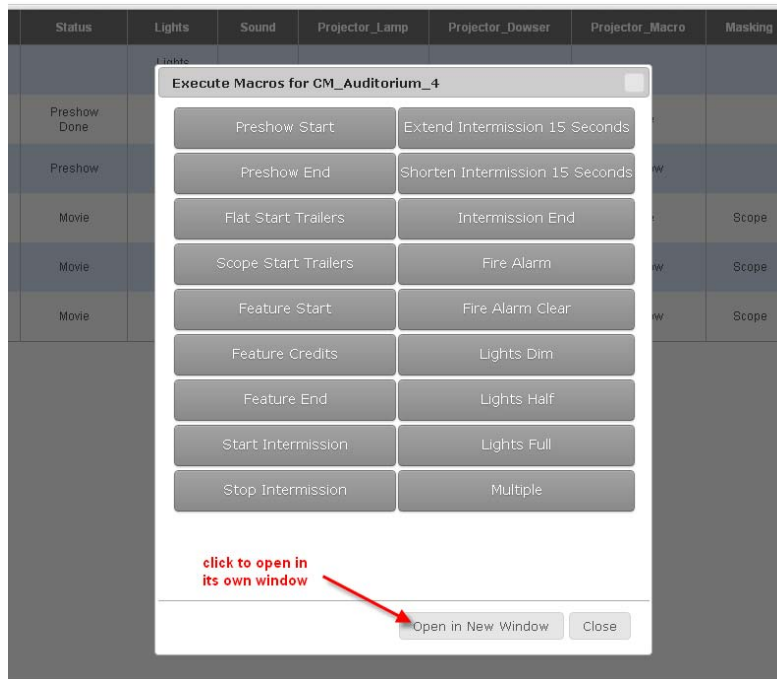 Status Lights Sound Projector_Lamp Projector_Dowser Projector_Macro Masking
Lights
Execute Macros for CM_Auditorium_4
Preshow Start Extend Intermission 15 Seconds
Preshow
Done
Preshow End Shorten Intermission 15 Seconds
Preshow
Flat Start Trailers Intermission End
Movie Scope
Scope Start Trailers Fire Alarm
Movie Scope
Feature Start Fire Alarm Clear
Movie Scope
Feature Credits Lights Dim
Feature End Lights Half
Start Intermission Lights Full
Stop Intermission Multiple
click to open in
its own window
Open in New Window Close